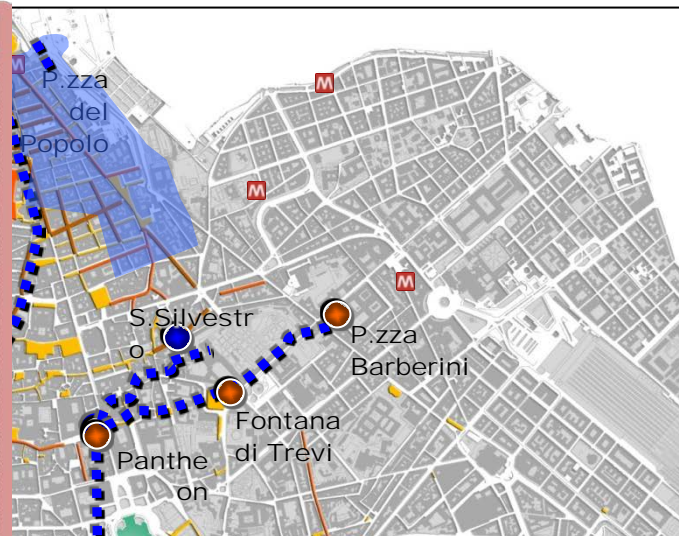 P.zza
del
Popolo
M
M
M
M
S.Silvestr
o
P.zza
Barberini
Fontana
di Trevi
Panthe
on